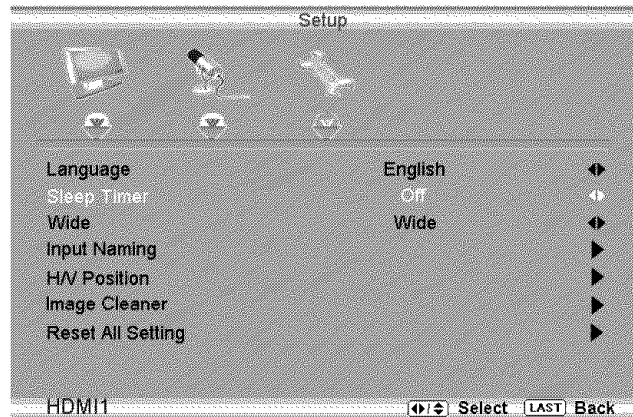 Setup
Language English
Sleep Timer Off
Wide Wide
Input Naming
H/V Position
Image Cleaner
Reset All Setting
HDMI1 Select LAST Back